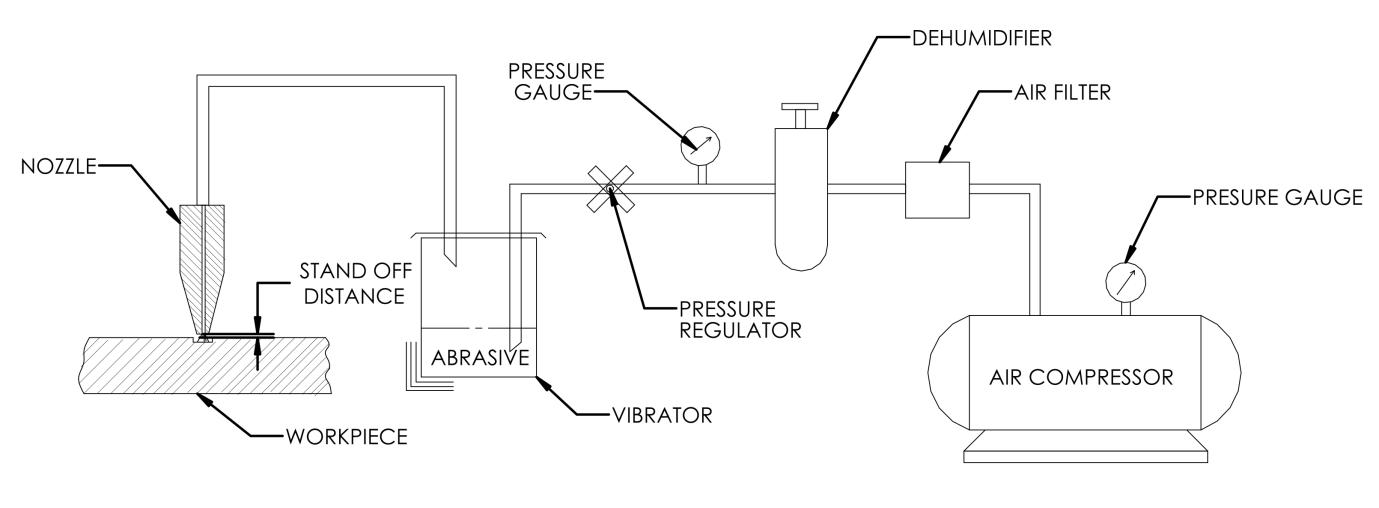 DEHUMIDIFIER
PRESSURE
GAUGE
AIR FILTER
NOZZLE
PRESURE GAUGE
STAND OFF
DISTANCE
PRESSURE
REGULATOR
ABRASIVE
AIR COMPRESSOR
VIBRATOR
WORKPIECE